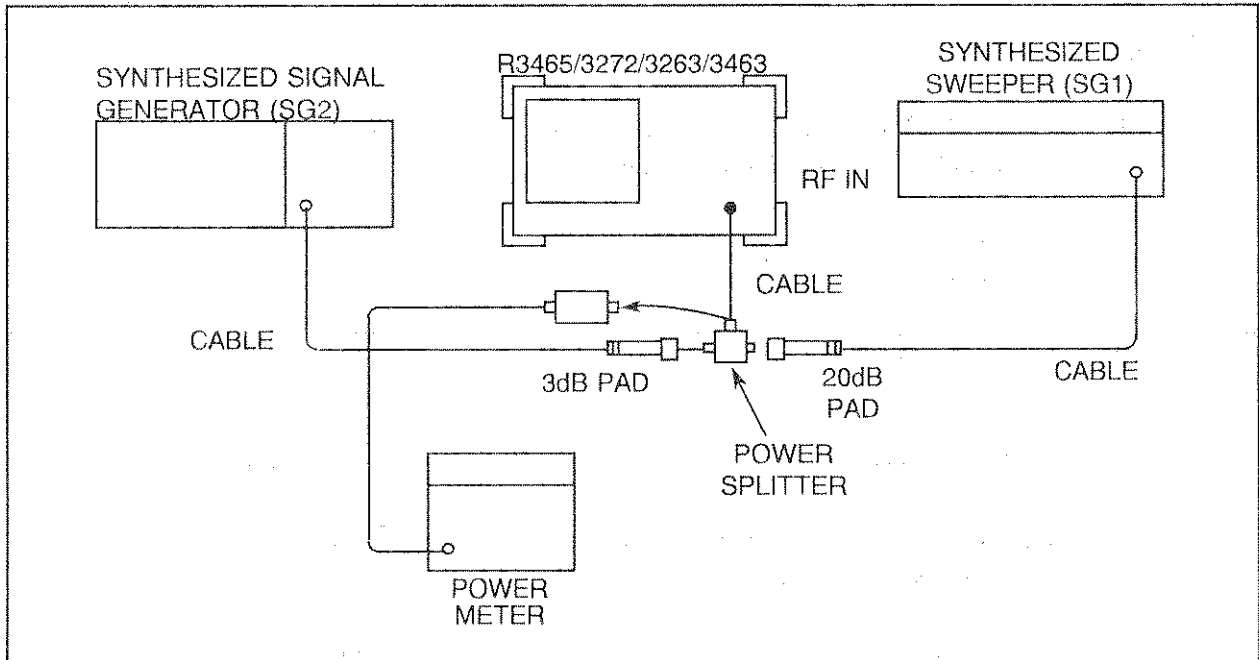 SYNTHESIZED SIGNAL
GENERATOR (SG2)
R3465/3272/3263/3463
SYNTHESIZED
SWEEPER (SG1)
RF IN
CABLE
CABLE
3dB PAD
20dB
PAD
CABLE
POWER
SPLITTER
POWER
METER